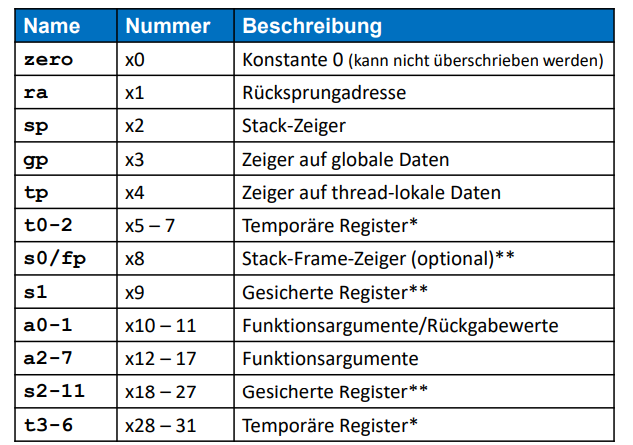 Name Nummer Beschreibung
zero x0 Konstante 0 (kann nicht überschrieben werden)
ra x1 Rücksprungadresse
sp x2 Stack-Zeiger
gp x3 Zeiger auf globale Daten
tp x4 Zeiger auf thread-lokale Daten
t0-2 x5 – 7 Temporäre Register*
s0/fp x8 Stack-Frame-Zeiger (optional)**
s1 x9 Gesicherte Register**
a0-1 x10 – 11 Funktionsargumente/Rückgabewerte
a2-7 x12 – 17 Funktionsargumente
s2-11 x18 – 27 Gesicherte Register**
t3-6 x28 – 31 Temporäre Register*